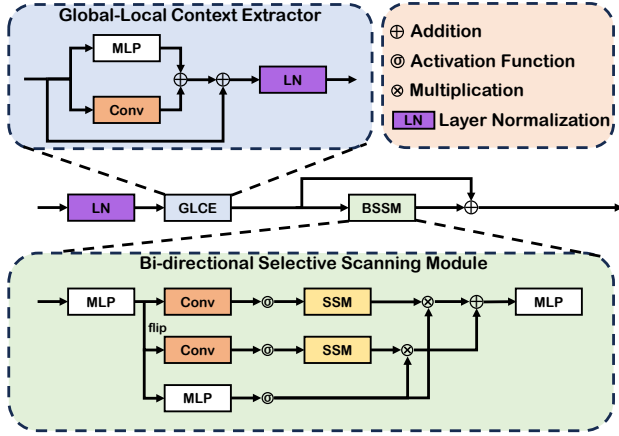 Global-Local Context Extractor
MLP
Conv
LN
⊕ Addition
σ Activation Function
⊗ Multiplication
LN Layer Normalization
LN
GLCE
BSSM
Bi-directional Selective Scanning Module
MLP
Conv
σ
SSM
MLP
flip
Conv
σ
SSM
MLP
σ